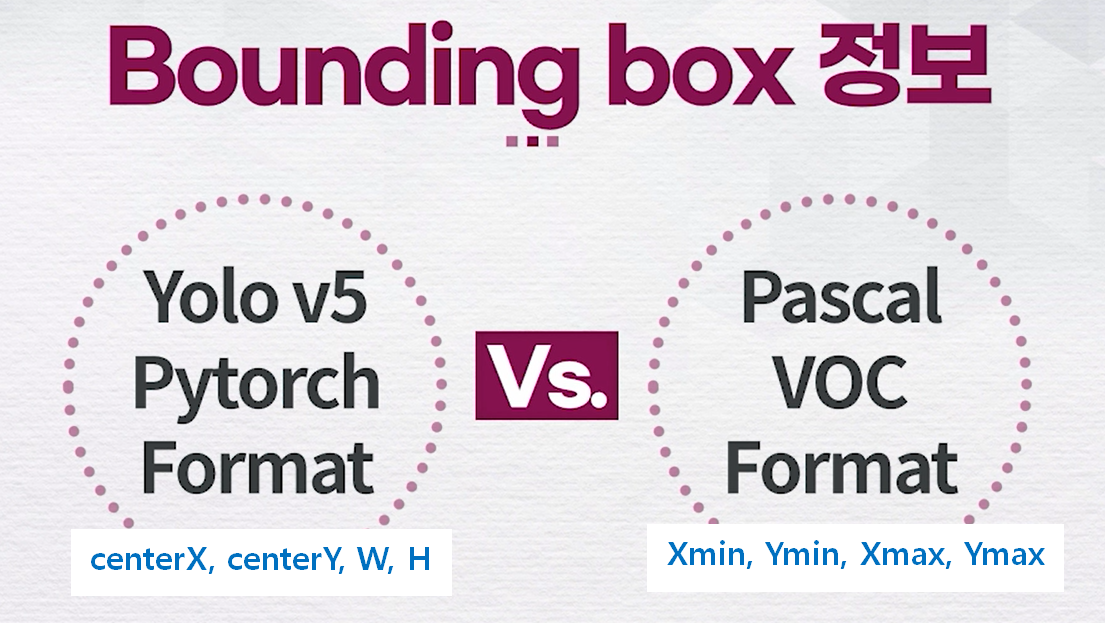 Bounding box 정보
Yolo v5
Pytorch
Format
centerX, centerY, W, H
Vs.
Pascal
VOC
Format
Xmin, Ymin, Xmax, Ymax